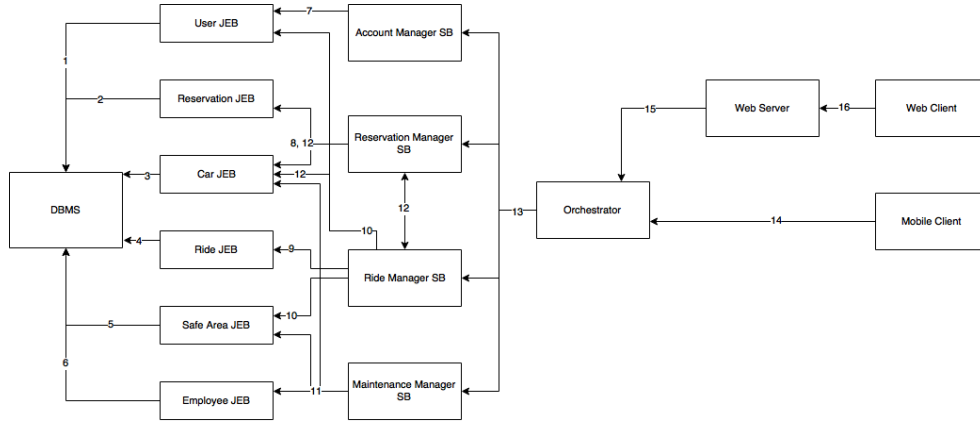 User JEB
7
Account Manager SB
1
Reservation JEB
2
15
Web Server
16
Web Client
8, 12
Reservation Manager
SB
Car JEB
3
12
DBMS
12
13
Orchestrator
14
Mobile Client
10
Ride JEB
4
9
Ride Manager SB
Safe Area JEB
5
10
6
Employee JEB
11
Maintenance Manager
SB